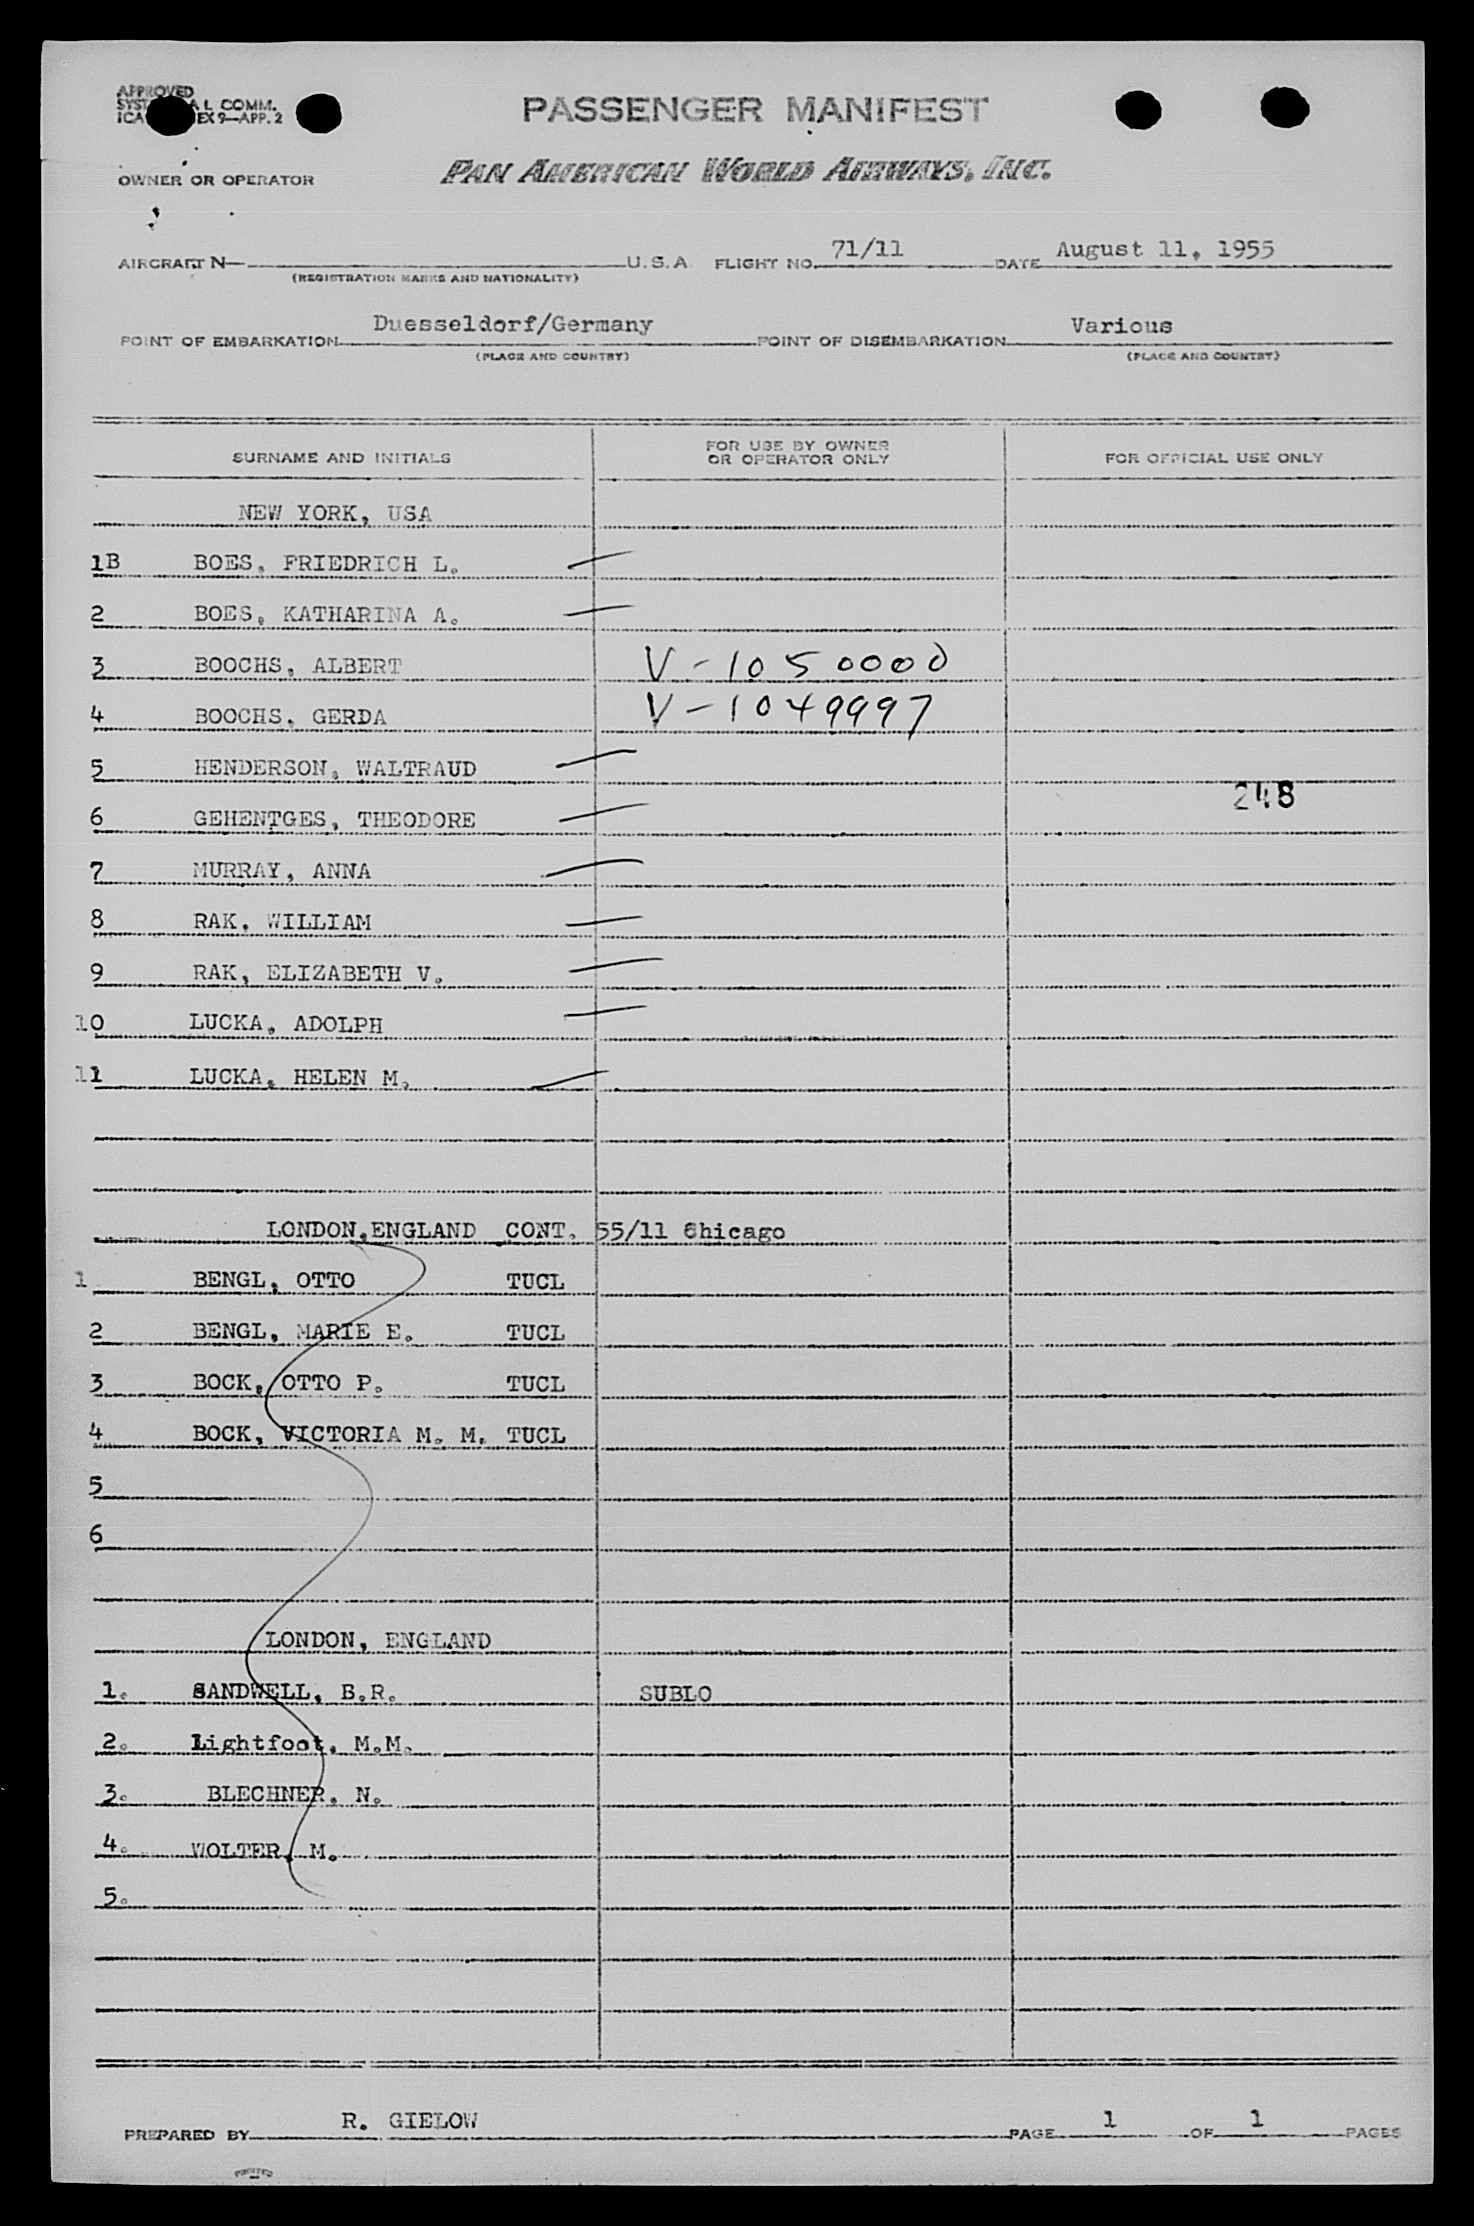 APPROVED
COMM.
EX 9—APP. 2
PASSENGER MANIFEST
OWNER OR OPERATOR PAN AMERICAN WORLD AIRWAYS, INC.
AIRCRAFT N— U.S.A. FLIGHT NO. 71/11 DATE August 11, 1955
(REGISTRATION MARKS AND NATIONALITY)
POINT OF EMBARKATION Duesseldorf/Germany POINT OF DISEMBARKATION Various
(PLACE AND COUNTRY) (PLACE AND COUNTRY)
SURNAME AND INITIALS FOR USE BY OWNER OR OPERATOR ONLY FOR OFFICIAL USE ONLY
NEW YORK, USA
1B BOES, FRIEDRICH L.
2 BOES, KATHARINA A.
3 BOOCHS, ALBERT V-1050000
4 BOOCHS, GERDA V-1049997
5 HENDERSON, WALTRAUD
248
6 GEHENTGES, THEODORE
7 MURRAY, ANNA
8 RAK, WILLIAM
9 RAK, ELIZABETH V.
10 LUCKA, ADOLPH
11 LUCKA, HELEN M.
LONDON,ENGLAND CONT. 55/11 Chicago
1 BENGL, OTTO TUCL
2 BENGL, MARIE E. TUCL
3 BOCK, OTTO P. TUCL
4 BOCK, VICTORIA M. M. TUCL
5
6
LONDON, ENGLAND
1. SANDWELL, B.R. SUBLO
2. Lightfoot, M.M.
3. BLECHNER, N.
4. WOLTER, M.
5.
PREPARED BY R. GIELOW PAGE 1 OF 1 PAGES